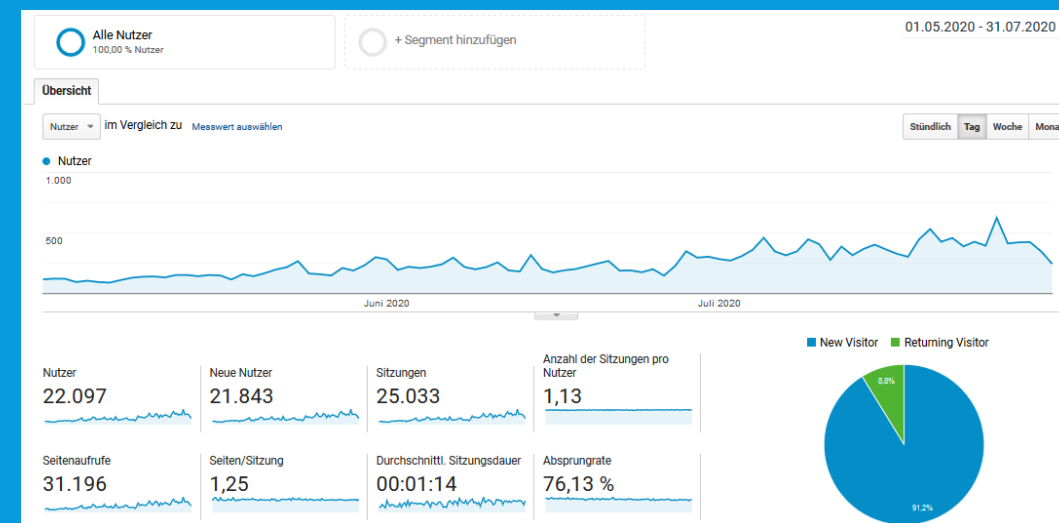 Alle Nutzer
100,00 % Nutzer
+ Segment hinzufügen
01.05.2020 - 31.07.2020
Übersicht
Nutzer im Vergleich zu Messwert auswählen
Stündlich Tag Woche Mona
Nutzer
1.000
500
Juni 2020 Juli 2020
New Visitor Returning Visitor
Nutzer
22.097
Neue Nutzer
21.843
Sitzungen
25.033
Anzahl der Sitzungen pro
Nutzer
1,13
8,8%
91,2%
Seitenaufrufe
31.196
Seiten/Sitzung
1,25
Durchschnittl. Sitzungsdauer
00:01:14
Absprungrate
76,13 %